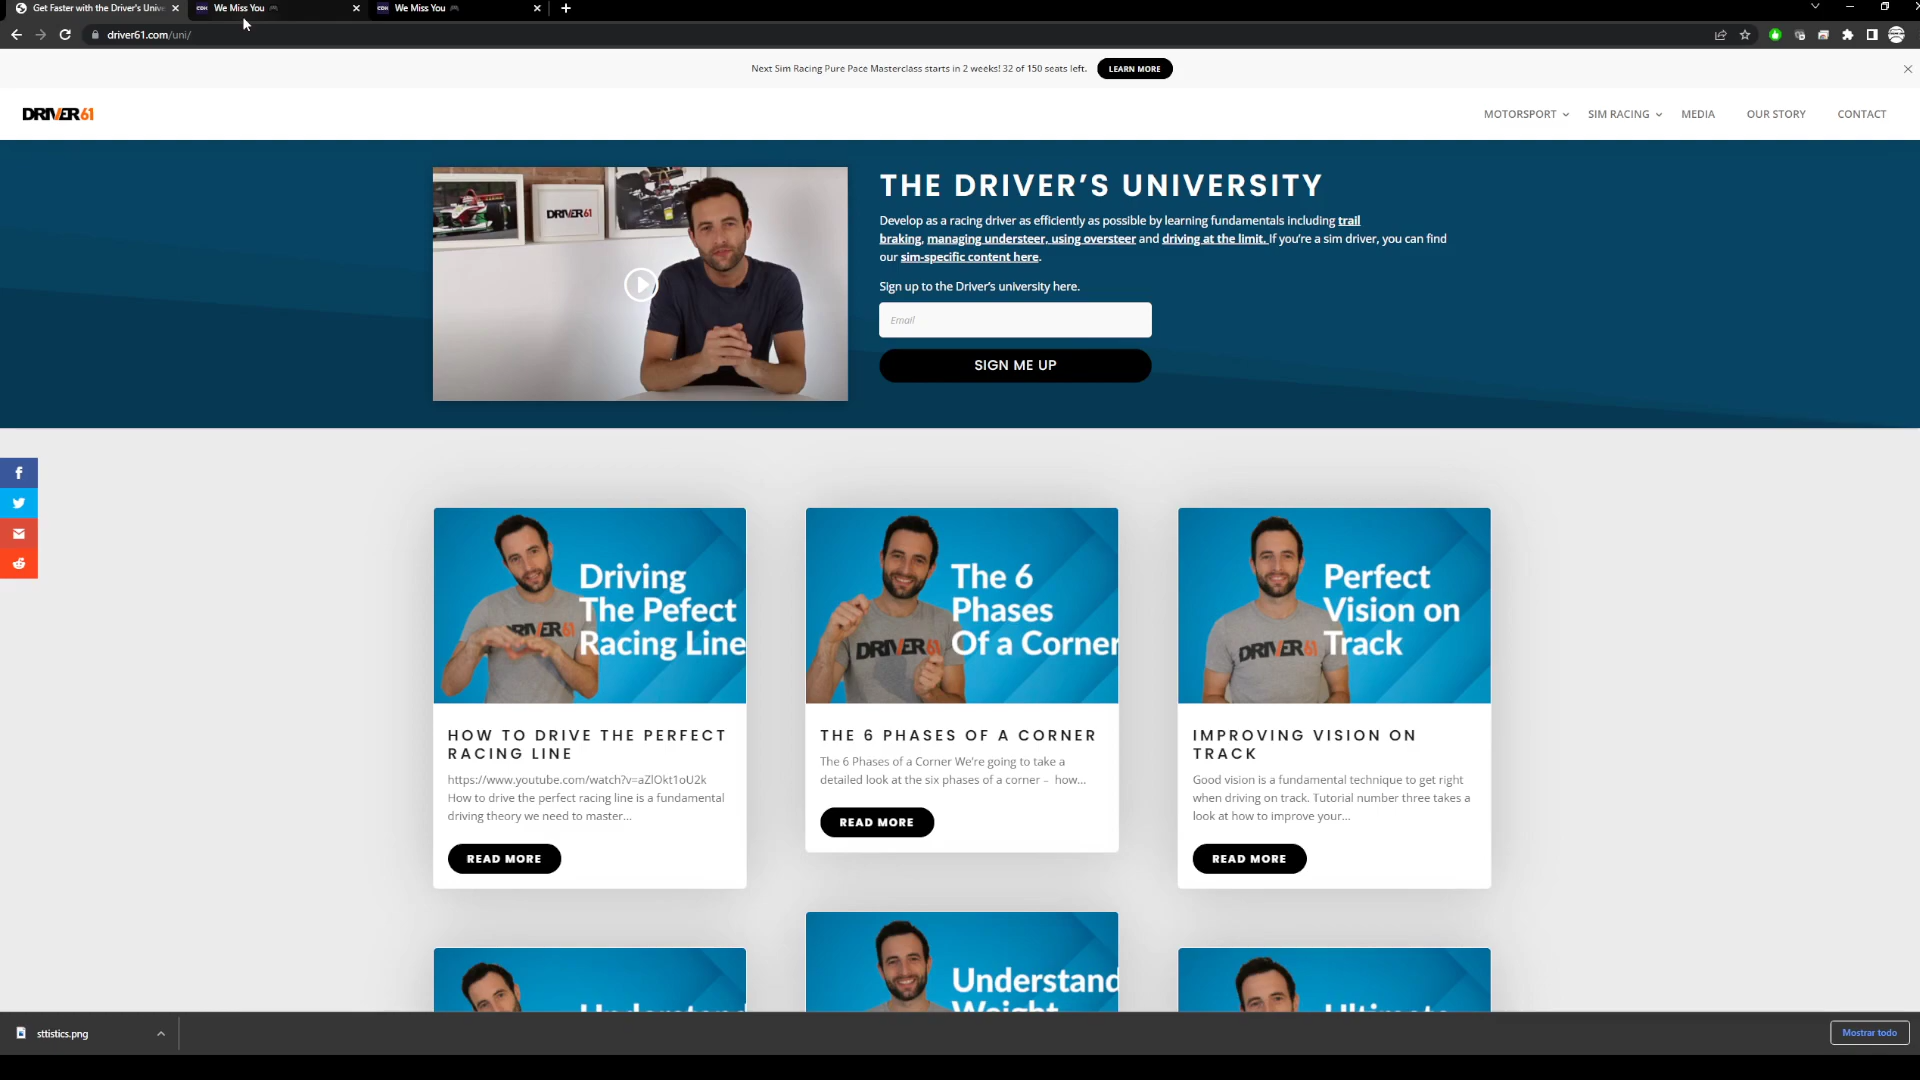 Get Faster with the Driver's Unive
We Miss You
We Miss You
driver61.com/uni/
Next Sim Racing Pure Pace Masterclass starts in 2 weeks! 32 of 150 seats left.
LEARN MORE
DRIVER61
MOTORSPORT
SIM RACING
MEDIA
OUR STORY
CONTACT
DRIVER61
THE DRIVER'S UNIVERSITY
Develop as a racing driver as efficiently as possible by learning fundamentals including trail
braking, managing understeer, using oversteer and driving at the limit. If you're a sim driver, you can find
our sim-specific content here.
Sign up to the Driver's university here.
Email
SIGN ME UP
Driving
The Pefect
Racing Line
DRIVER61
The 6
Phases
Of a Corner
DRIVER61
Perfect
Vision on
Track
DRIVER61
HOW TO DRIVE THE PERFECT
RACING LINE
https://www.youtube.com/watch?v=aZlOkt1oU2k
How to drive the perfect racing line is a fundamental
driving theory we need to master...
READ MORE
THE 6 PHASES OF A CORNER
The 6 Phases of a Corner We're going to take a
detailed look at the six phases of a corner – how...
READ MORE
IMPROVING VISION ON
TRACK
Good vision is a fundamental technique to get right
when driving on track. Tutorial number three takes a
look at how to improve your...
READ MORE
Understand
Understand
Weight
Ultimate
sttistics.png
Mostrar todo